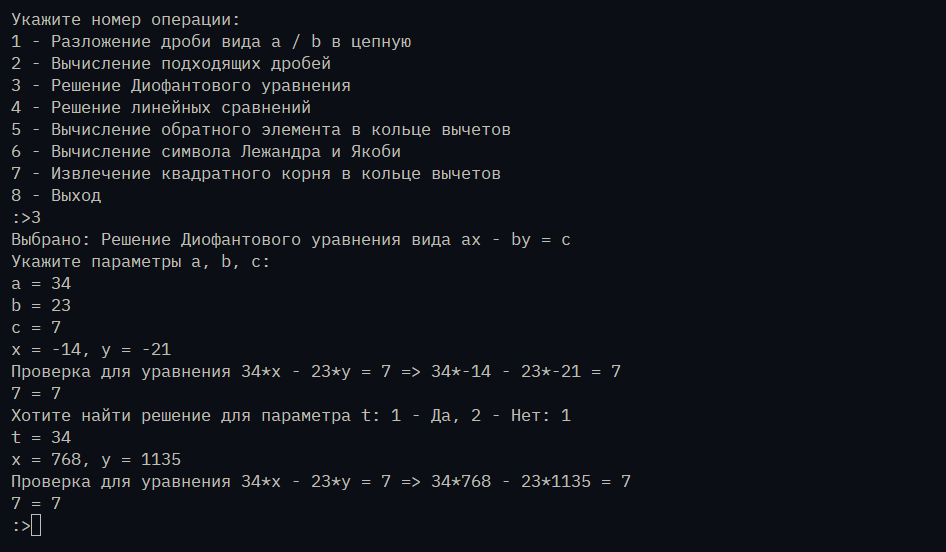 Укажите номер операции:
1 - Разложение дроби вида a / b в цепную
2 - Вычисление подходящих дробей
3 - Решение Диофантового уравнения
4 - Решение линейных сравнений
5 - Вычисление обратного элемента в кольце вычетов
6 - Вычисление символа Лежандра и Якоби
7 - Извлечение квадратного корня в кольце вычетов
8 - Выход
:>3
Выбрано: Решение Диофантового уравнения вида ax - by = c
Укажите параметры a, b, c:
a = 34
b = 23
c = 7
x = -14, y = -21
Проверка для уравнения 34*x - 23*y = 7 => 34*-14 - 23*-21 = 7
7 = 7
Хотите найти решение для параметра t: 1 - Да, 2 - Нет: 1
t = 34
x = 768, y = 1135
Проверка для уравнения 34*x - 23*y = 7 => 34*768 - 23*1135 = 7
7 = 7
:>